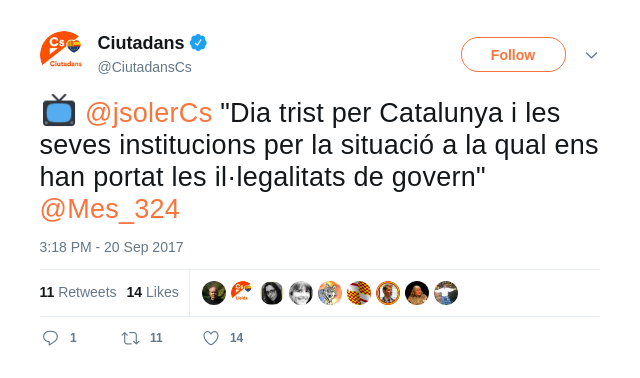 Cs
Ciutadans
Ciutadans
@CiutadansCs
Follow
@jsolerCs "Dia trist per Catalunya i les
seves institucions per la situació a la qual ens
han portat les il·legalitats de govern"
@Mes_324
3:18 PM - 20 Sep 2017
11 Retweets 14 Likes
1 11 14